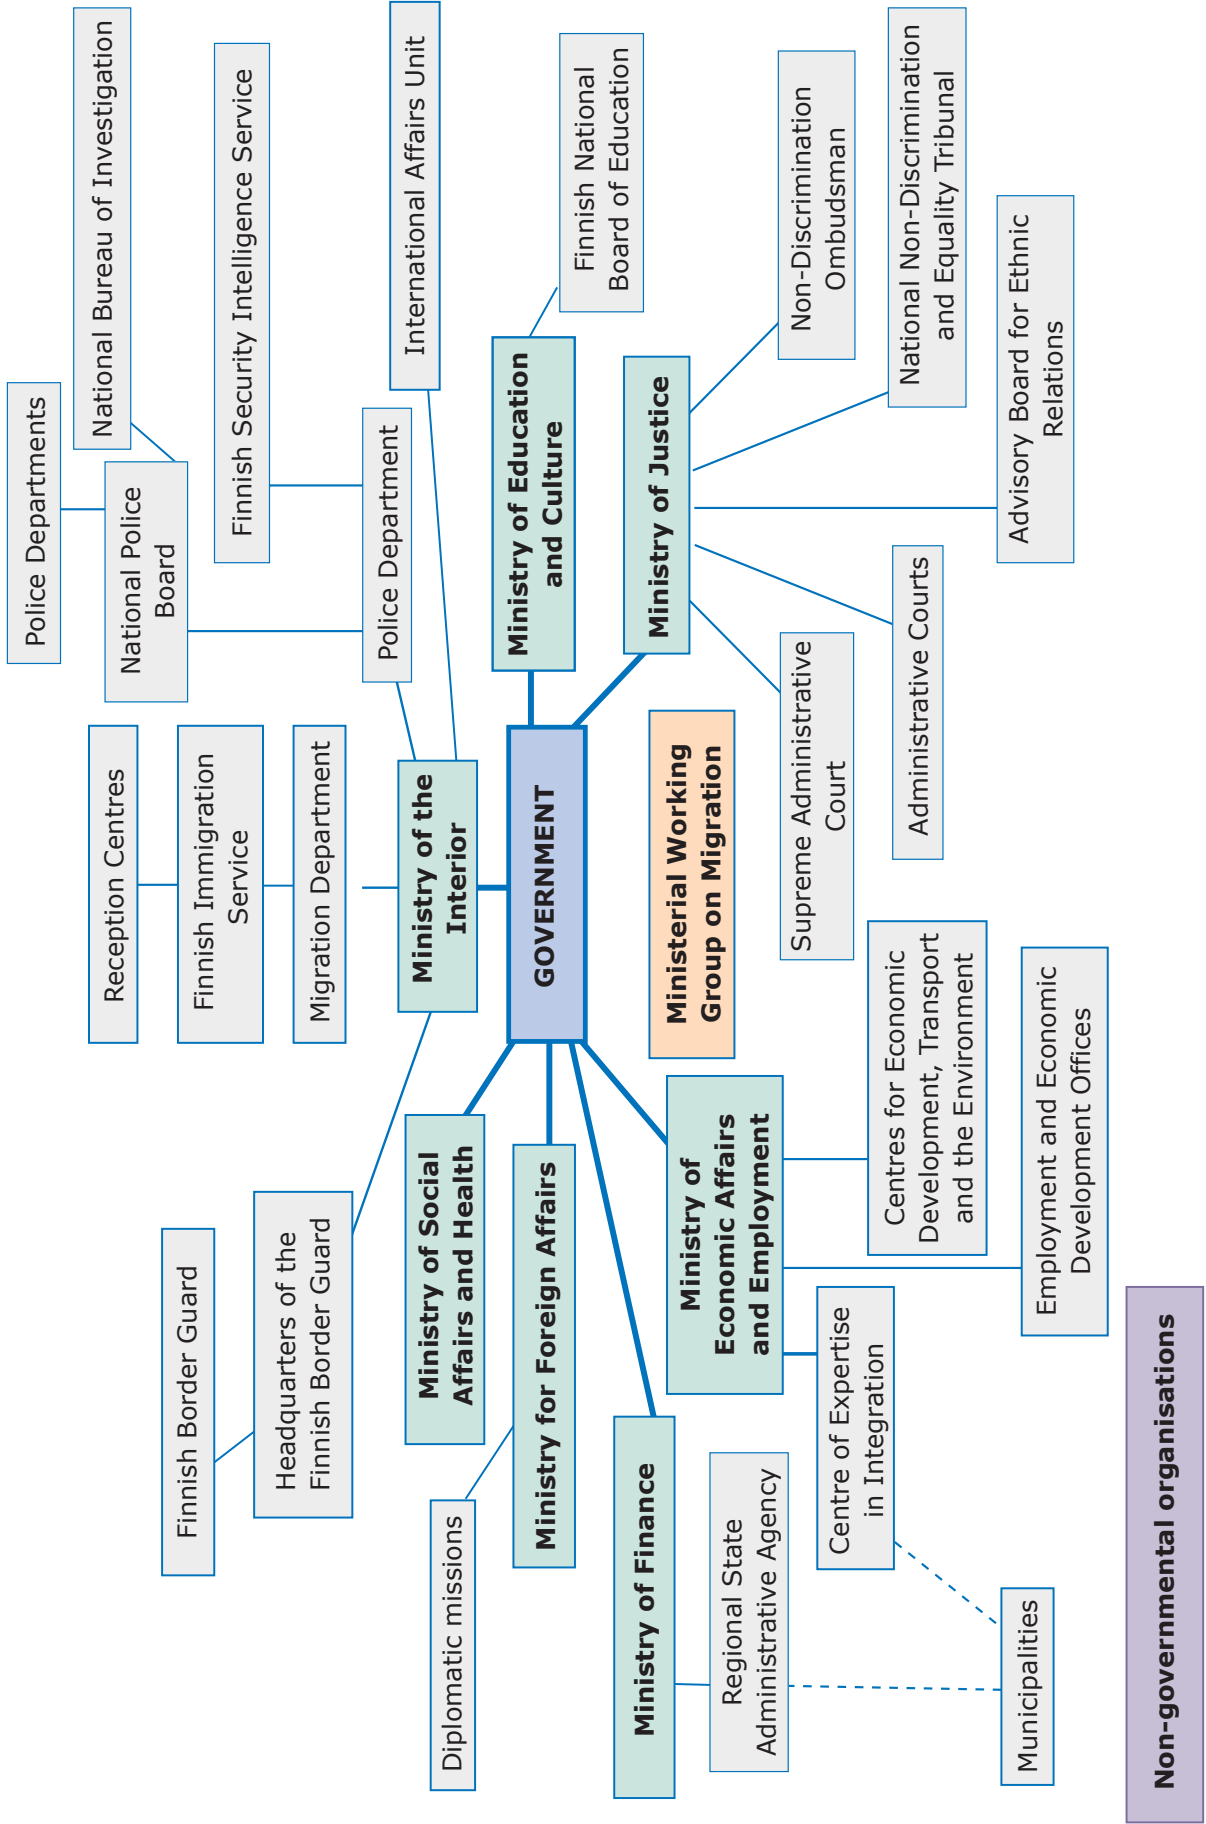 Police Departments
National Bureau of Investigation
Reception Centres
National Police
Board
Finnish Border Guard
Finnish Immigration
Service
Finnish Security Intelligence Service
Headquarters of the
Finnish Border Guard
Migration Department
Police Department
International Affairs Unit
Ministry of Social
Affairs and Health
Ministry of the
Interior
Diplomatic missions
Ministry for Foreign Affairs
GOVERNMENT
Ministry of Education
and Culture
Finnish National
Board of Education
Ministry of Finance
Ministry of
Economic Affairs
and Employment
Ministerial Working
Group on Migration
Ministry of Justice
Regional State
Administrative Agency
Centre of Expertise
in Integration
Supreme Administrative
Court
Non-Discrimination
Ombudsman
Centres for Economic
Development, Transport
and the Environment
Administrative Courts
National Non-Discrimination
and Equality Tribunal
Municipalities
Employment and Economic
Development Offices
Advisory Board for Ethnic
Relations
Non-governmental organisations